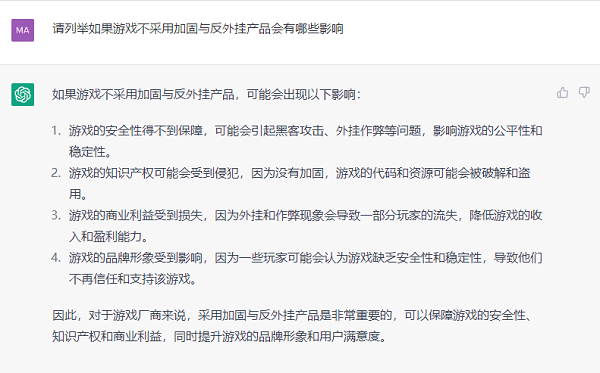 MA
请列举如果游戏不采用加固与反外挂产品会有哪些影响
如果游戏不采用加固与反外挂产品，可能会出现以下影响：
1. 游戏的安全性得不到保障，可能会引起黑客攻击、外挂作弊等问题，影响游戏的公平性和
稳定性。
2. 游戏的知识产权可能会受到侵犯，因为没有加固，游戏的代码和资源可能会被破解和盗
用。
3. 游戏的商业利益受到损失，因为外挂和作弊现象会导致一部分玩家的流失，降低游戏的收
入和盈利能力。
4. 游戏的品牌形象受到影响，因为一些玩家可能会认为游戏缺乏安全性和稳定性，导致他们
不再信任和支持该游戏。
因此，对于游戏厂商来说，采用加固与反外挂产品是非常重要的，可以保障游戏的安全性、
知识产权和商业利益，同时提升游戏的品牌形象和用户满意度。